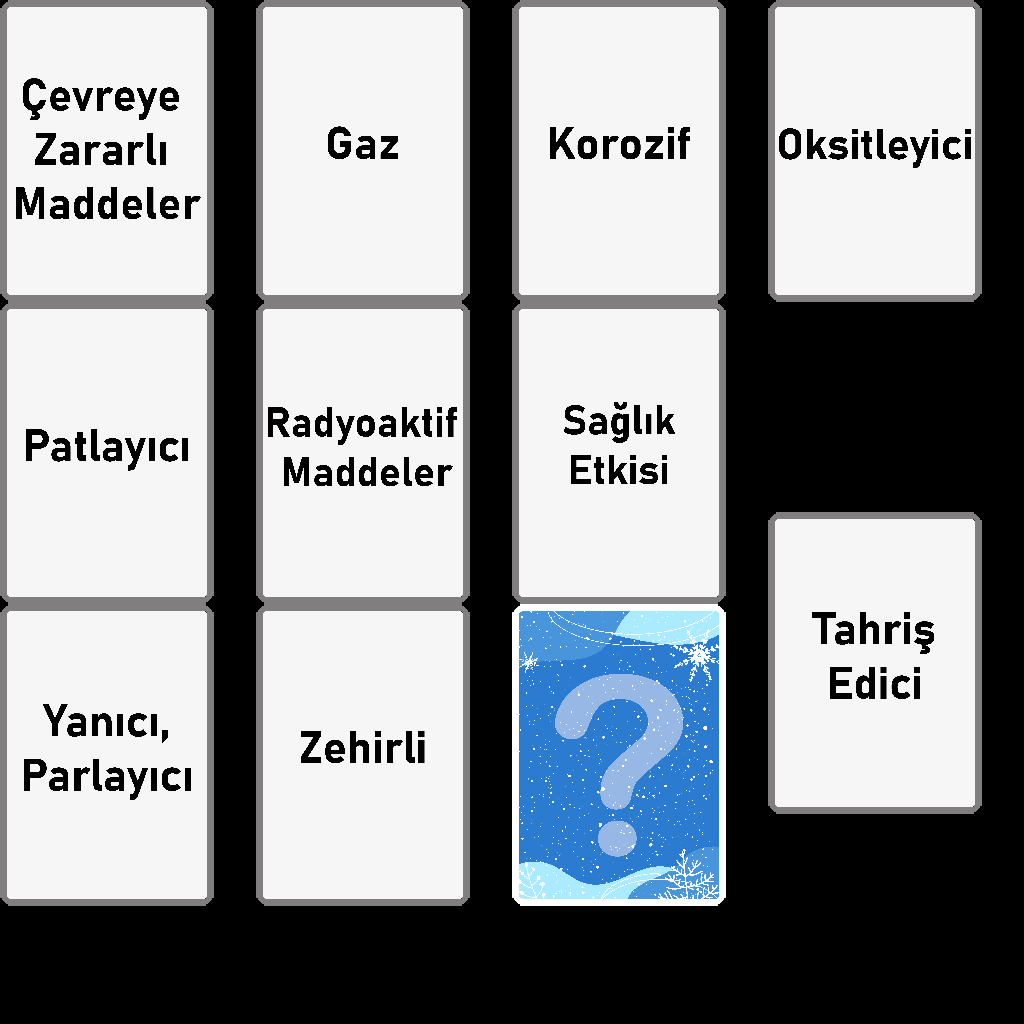 Çevreye
Zararlı
Maddeler
Gaz
Korozif
Oksitleyici
Patlayıcı
Radyoaktif
Maddeler
Sağlık
Etkisi
Yanıcı,
Parlayıcı
Zehirli
?
Tahriş
Edici